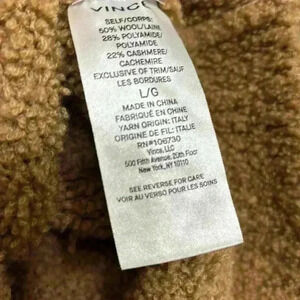 VINCE
SELF/CORPS:
50% WOOL/LAINE
28% POLYAMIDE/
POLYAMIDE
22% CASHMERE/
CACHEMIRE
EXCLUSIVE OF TRIM/SAUF
LES BORDURES
L/G
MADE IN CHINA
FABRIQUÉ EN CHINE
YARN ORIGIN: ITALY
ORIGINE DE FIL: ITALIE
RN#106730
Vince, LLC
500 Fifth Avenue, 20th Floor
New York, NY 10110
SEE REVERSE FOR CARE
VOIR AU VERSO POUR LES SOINS